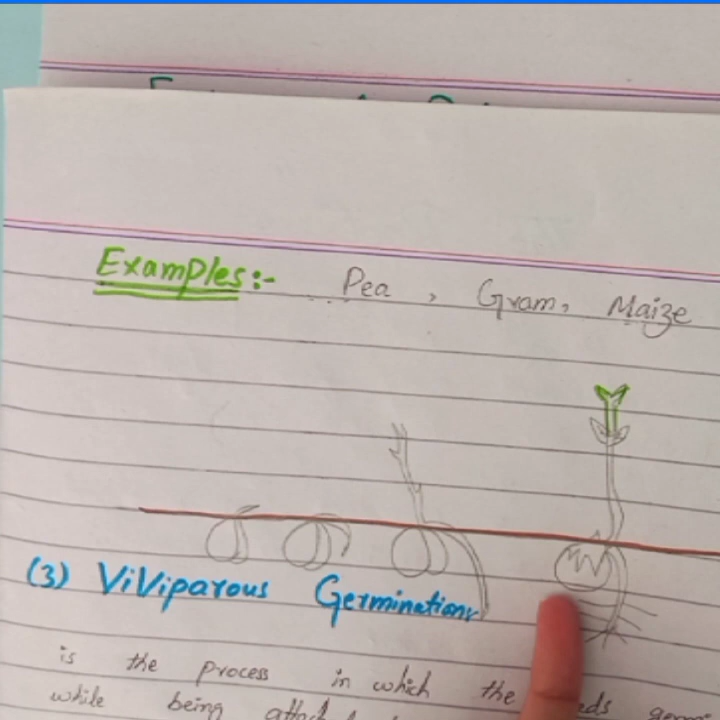 Examples:- Pea, Gram, Maize
(3) ViViparous Germination
is the process in which the
while being